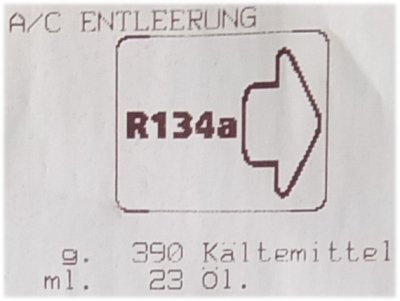 A/C ENTLEERUNG
R134a
g. 390 Kältemittel
ml. 23 Öl.